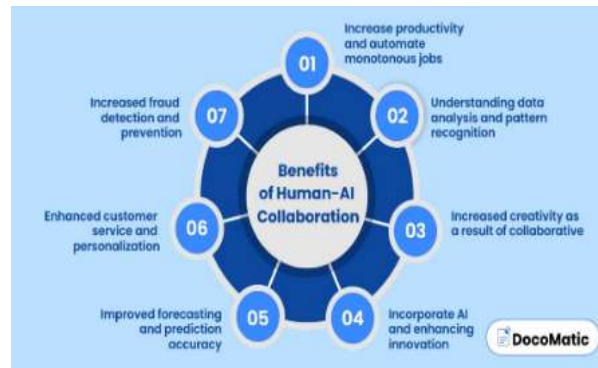 Benefits
of Human-AI
Collaboration
01
Increase productivity
and automate
monotonous jobs
02
Understanding data
analysis and pattern
recognition
03
Increased creativity as
a result of collaborative
04
Incorporate AI
and enhancing
innovation
05
Improved forecasting
and prediction
accuracy
06
Enhanced customer
service and
personalization
07
Increased fraud
detection and
prevention
DocoMatic